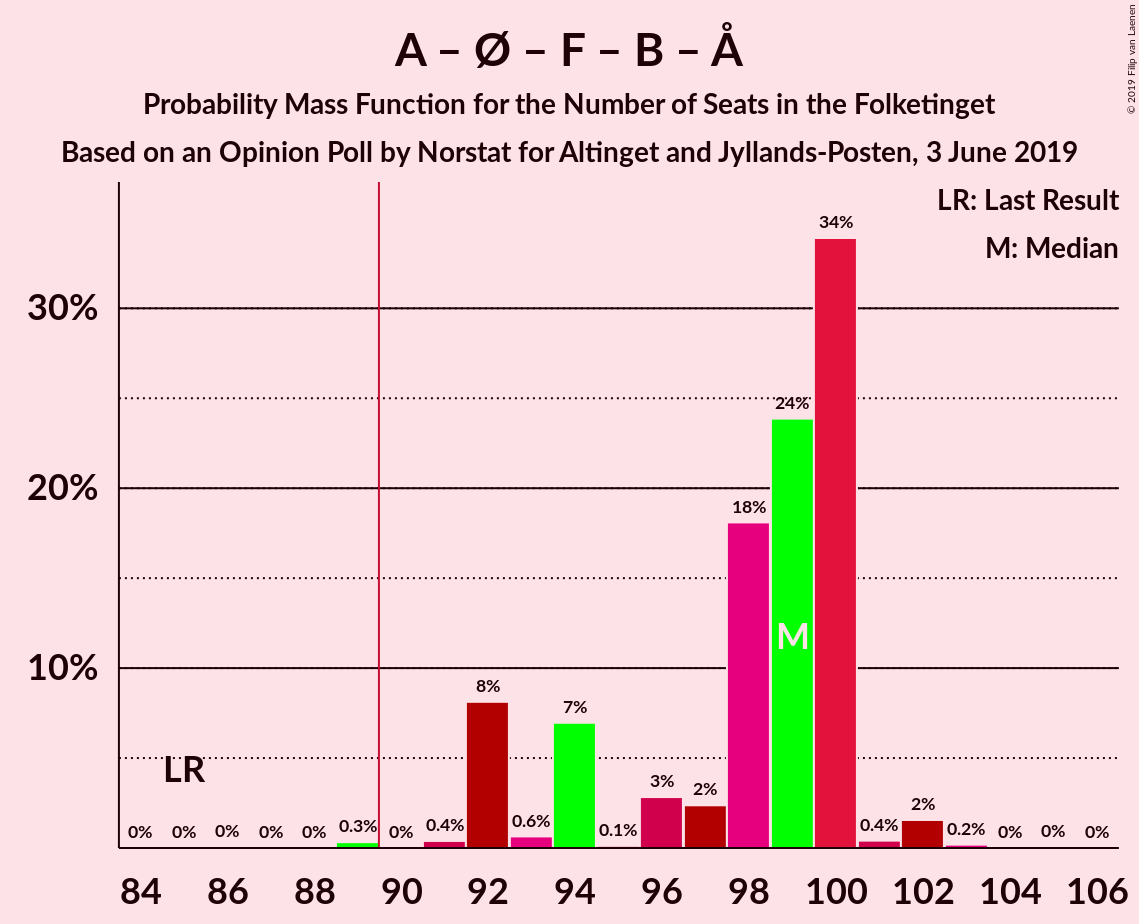 A – Ø – F – B – Å
Probability Mass Function for the Number of Seats in the Folketinget
Based on an Opinion Poll by Norstat for Altinget and Jyllands-Posten, 3 June 2019
© 2019 Filip van Laenen
LR: Last Result
M: Median
30%
20%
10%
LR
M
0% 0% 0% 0% 0% 0.3% 0% 0.4% 8% 0.6% 7% 0.1% 3% 2% 18% 24% 34% 0.4% 2% 0.2% 0% 0% 0%
84 86 88 90 92 94 96 98 100 102 104 106